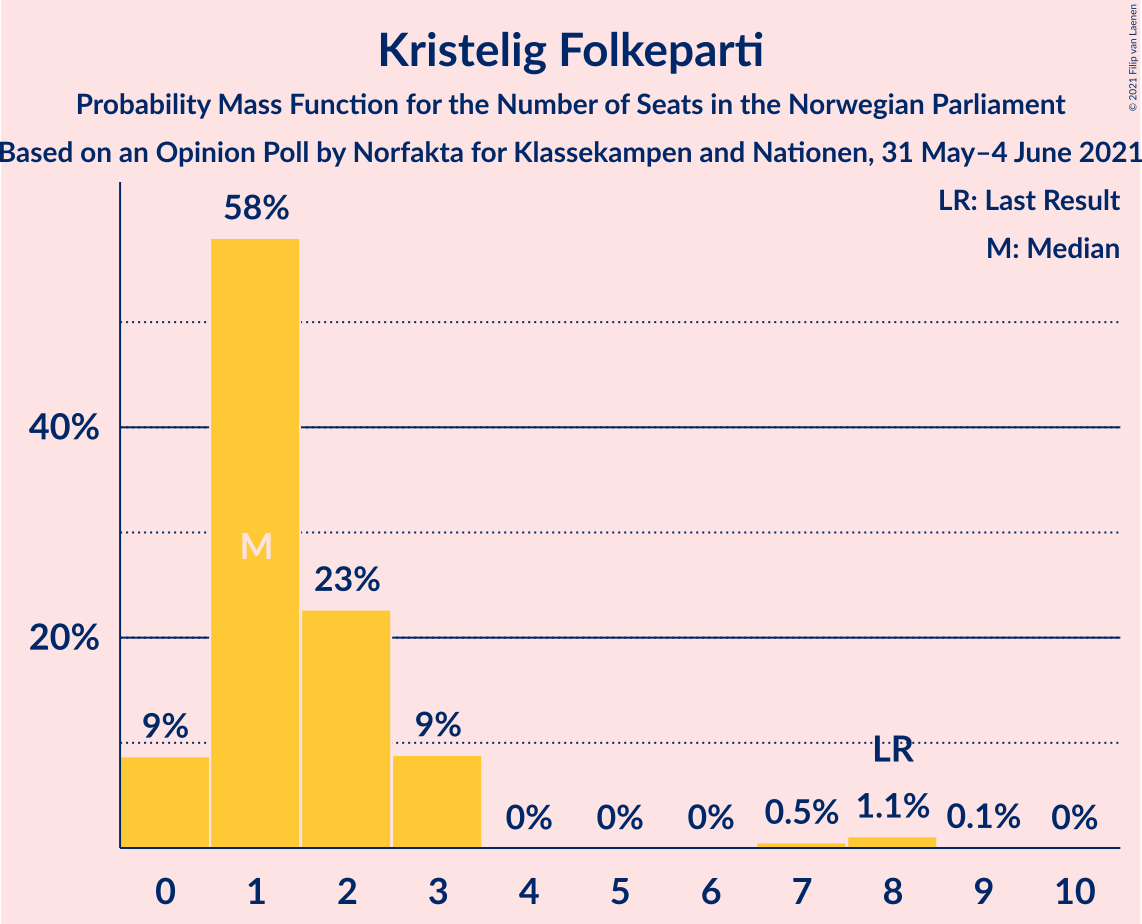 Kristelig Folkeparti
Probability Mass Function for the Number of Seats in the Norwegian Parliament
Based on an Opinion Poll by Norfakta for Klassekampen and Nationen, 31 May–4 June 2021
© 2021 Filip van Laenen
LR: Last Result
M: Median
58%
40%
M
23%
20%
9%
9%
LR
0%
0%
0%
0.5%
1.1%
0.1%
0%
0 1 2 3 4 5 6 7 8 9 10